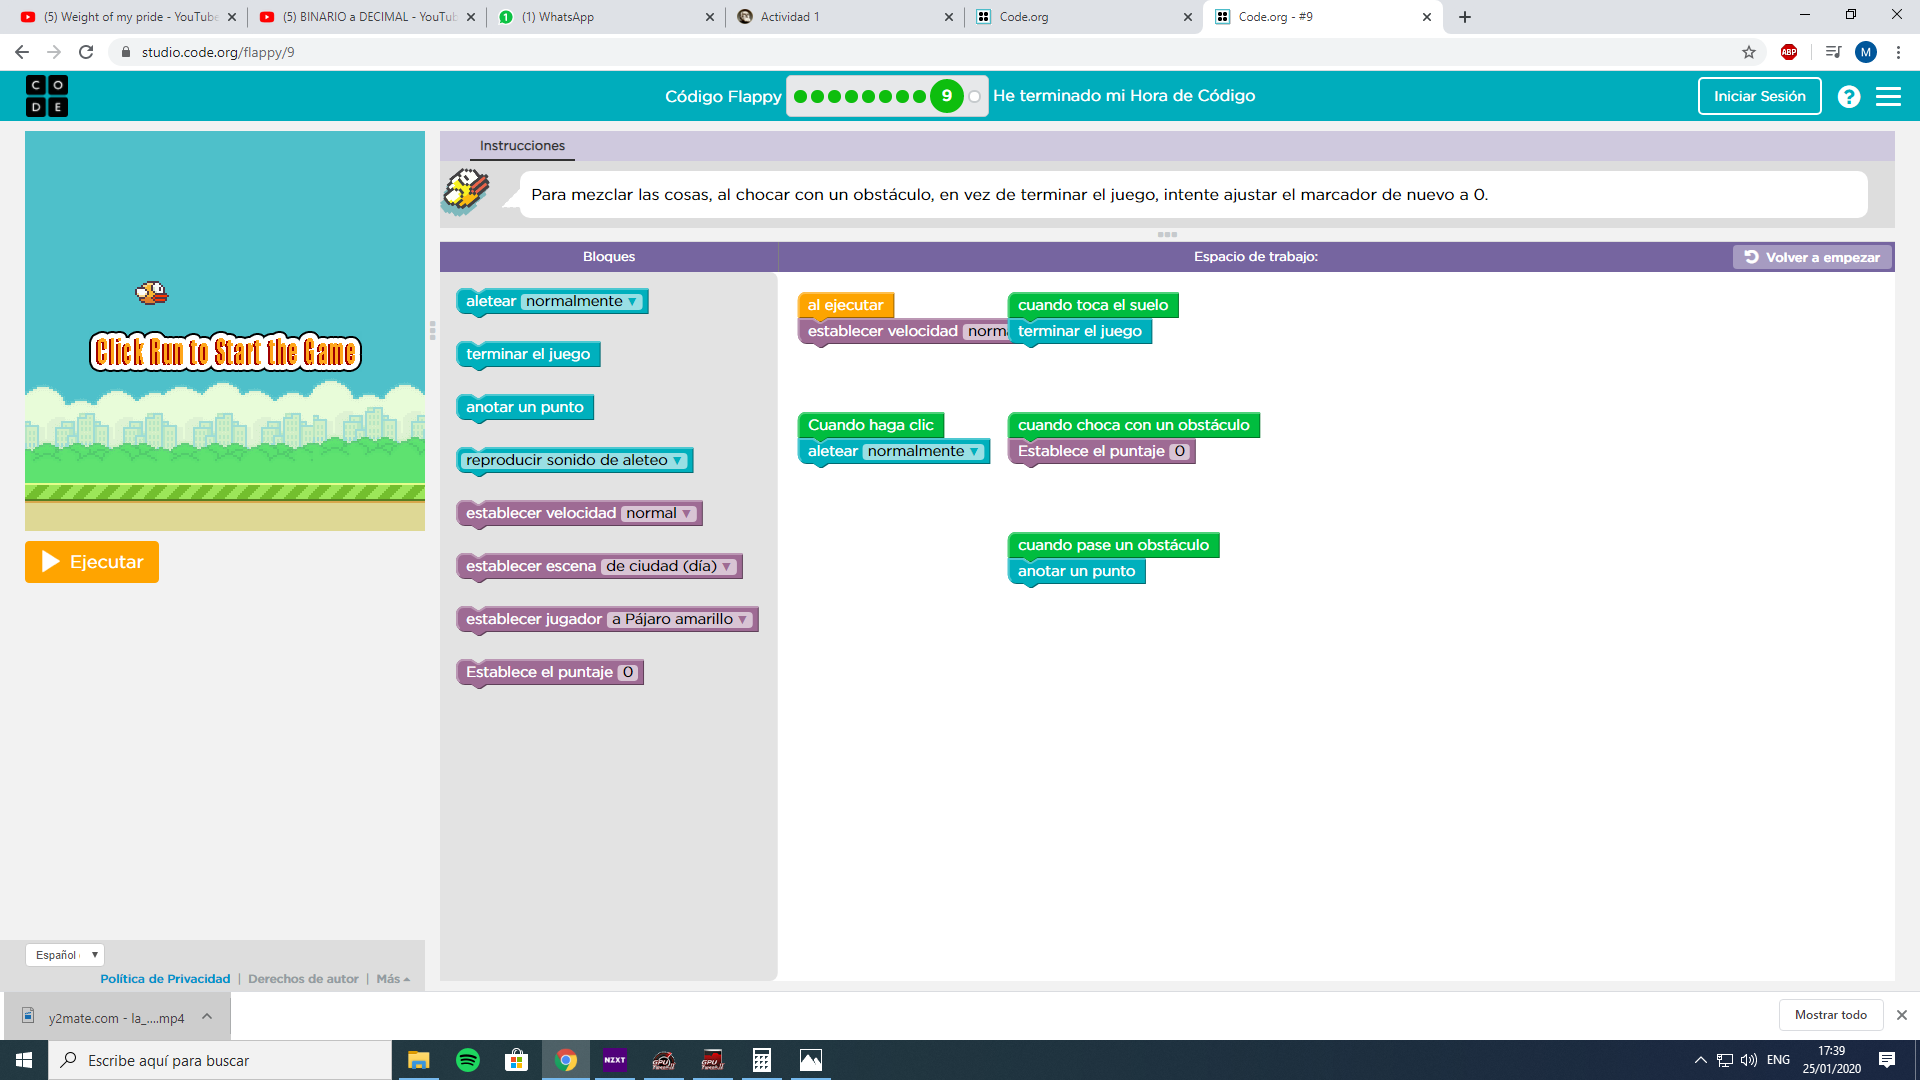 (5) Weight of my pride - YouTube
(5) BINARIO a DECIMAL - YouTub
(1) WhatsApp
Actividad 1
Code.org
Code.org - #9
studio.code.org/flappy/9
ABP
M
C O
D E
Código Flappy
9
He terminado mi Hora de Código
Iniciar Sesión
?
Instrucciones
Para mezclar las cosas, al chocar con un obstáculo, en vez de terminar el juego, intente ajustar el marcador de nuevo a 0.
Bloques
Espacio de trabajo:
Volver a empezar
Click Run to Start the Game
Ejecutar
aletear normalmente
terminar el juego
anotar un punto
reproducir sonido de aleteo
establecer velocidad normal
establecer escena de ciudad (día)
establecer jugador a Pájaro amarillo
Establece el puntaje 0
al ejecutar
establecer velocidad norm
cuando toca el suelo
terminar el juego
Cuando haga clic
aletear normalmente
cuando choca con un obstáculo
Establece el puntaje 0
cuando pase un obstáculo
anotar un punto
Español
Política de Privacidad | Derechos de autor | Más
y2mate.com - la_....mp4
Mostrar todo
Escribe aquí para buscar
NZXT
ENG
17:39
25/01/2020